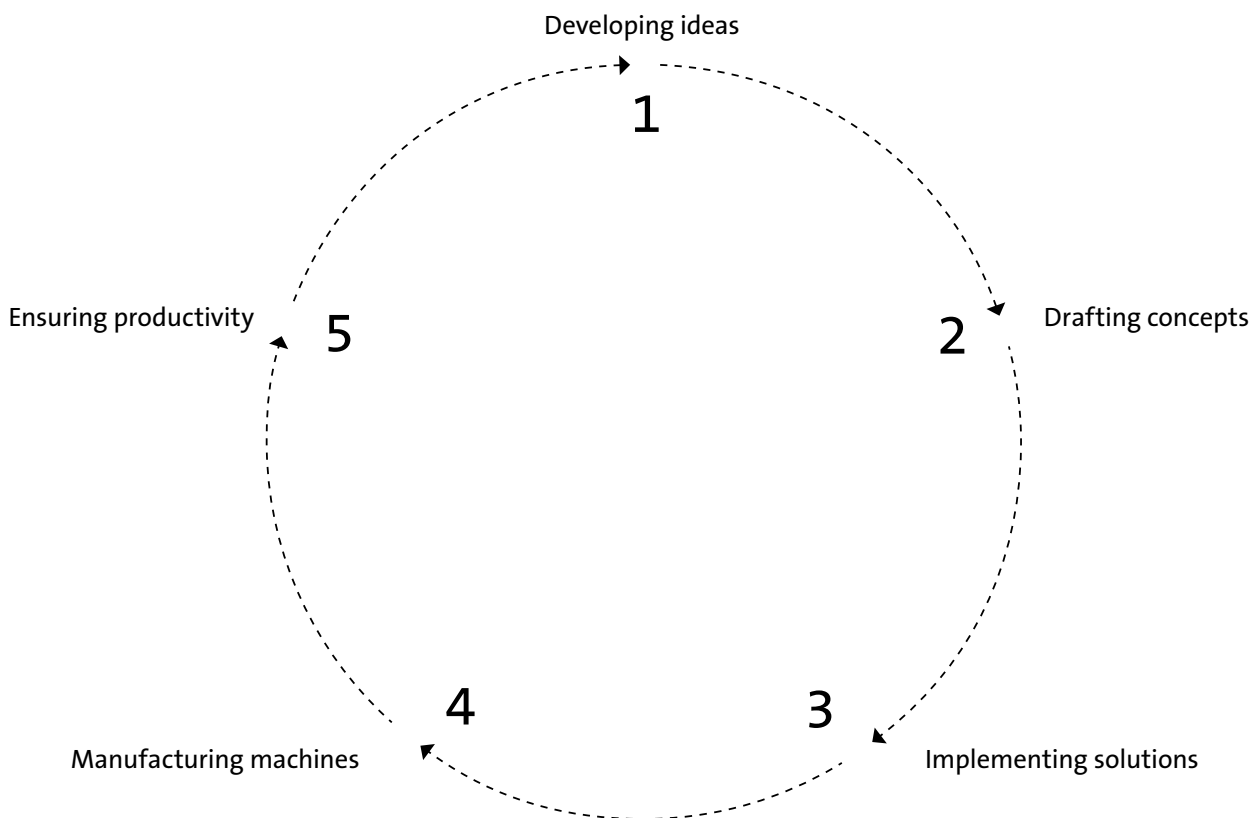 Developing ideas
1
2
Drafting concepts
3
Implementing solutions
4
Manufacturing machines
5
Ensuring productivity